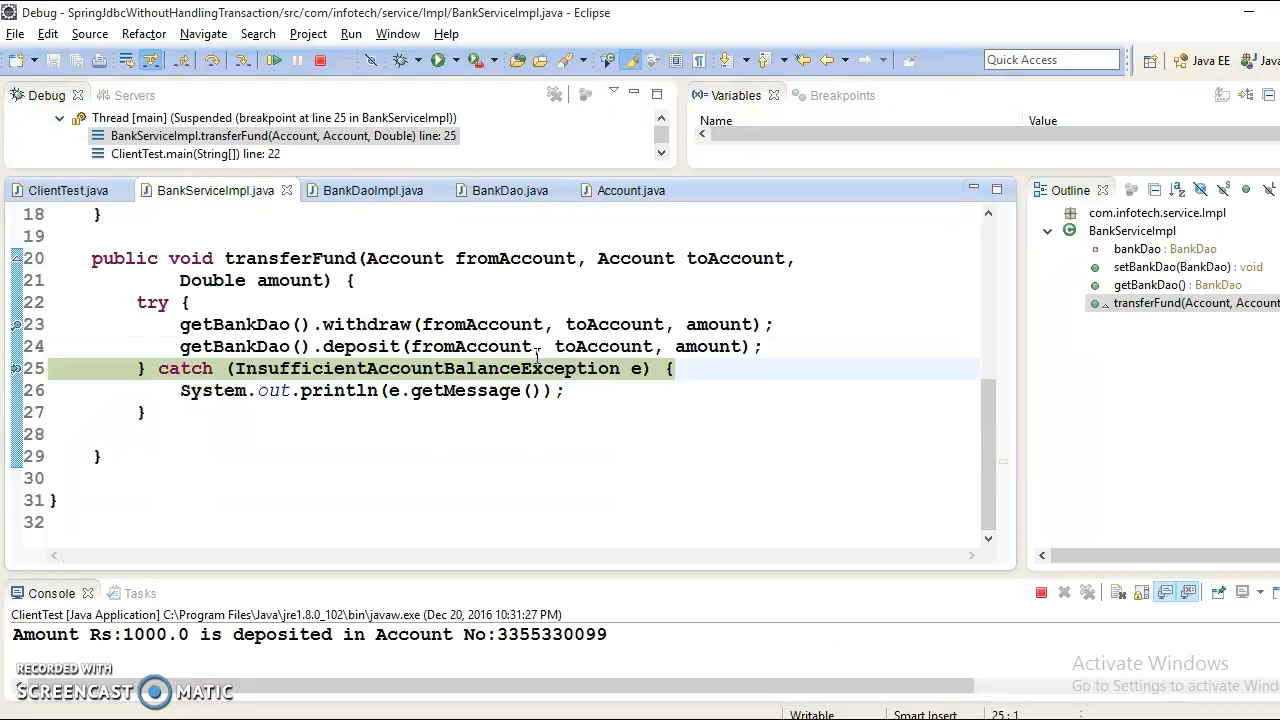 Debug - SpringJdbcWithoutHandlingTransaction/src/com/infotech/service/Impl/BankServiceImpl.java - Eclipse
File Edit Source Refactor Navigate Search Project Run Window Help
Quick Access
Java EE
Java
Debug
Servers
Variables
Breakpoints
Thread [main] (Suspended (breakpoint at line 25 in BankServiceImpl))
BankServiceImpl.transferFund(Account, Account, Double) line: 25
ClientTest.main(String[]) line: 22
Name
Value
ClientTest.java
BankServiceImpl.java
BankDaoImpl.java
BankDao.java
Account.java
Outline
18 }
19
20 public void transferFund(Account fromAccount, Account toAccount,
21 Double amount) {
22 try {
23 getBankDao().withdraw(fromAccount, toAccount, amount);
24 getBankDao().deposit(fromAccount, toAccount, amount);
25 } catch (InsufficientAccountBalanceException e) {
26 System.out.println(e.getMessage());
27 }
28
29 }
30
31 }
32
com.infotech.service.Impl
BankServiceImpl
bankDao : BankDao
setBankDao(BankDao) : void
getBankDao() : BankDao
transferFund(Account, Account
Console
Tasks
ClientTest [Java Application] C:\Program Files\Java\jre1.8.0_102\bin\javaw.exe (Dec 20, 2016 10:31:27 PM)
Amount Rs:1000.0 is deposited in Account No:3355330099
RECORDED WITH
SCREENCAST MATIC
Activate Windows
Go to Settings to activate Wind
Writable
Smart Insert
25 : 1